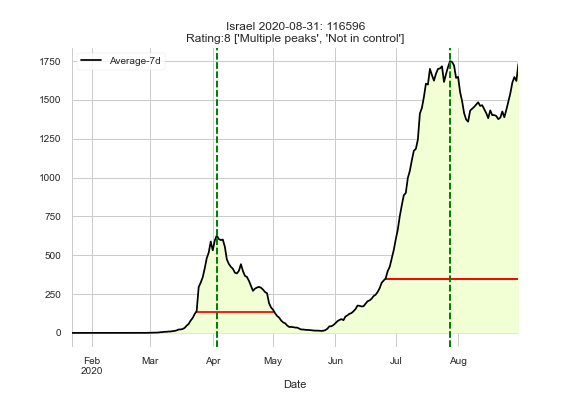 Israel 2020-08-31: 116596
Rating:8 ['Multiple peaks', 'Not in control']
Average-7d
1750
1500
1250
1000
750
500
250
0
Feb Mar Apr May Jun Jul Aug
2020
Date